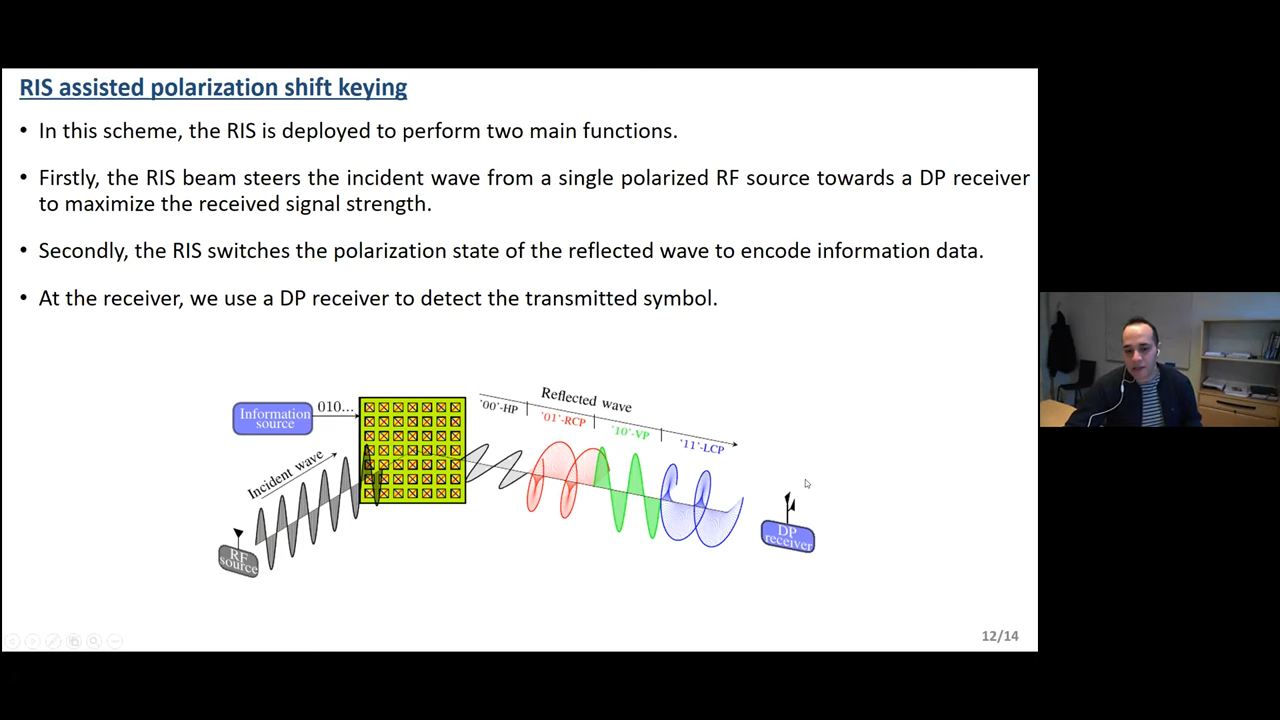 RIS assisted polarization shift keying
• In this scheme, the RIS is deployed to perform two main functions.
• Firstly, the RIS beam steers the incident wave from a single polarized RF source towards a DP receiver
to maximize the received signal strength.
• Secondly, the RIS switches the polarization state of the reflected wave to encode information data.
• At the receiver, we use a DP receiver to detect the transmitted symbol.
Information
source
010...
Incident wave
RF
source
Reflected wave
'00'-HP
'01'-RCP
'10'-VP
'11'-LCP
DP
receiver
12/14